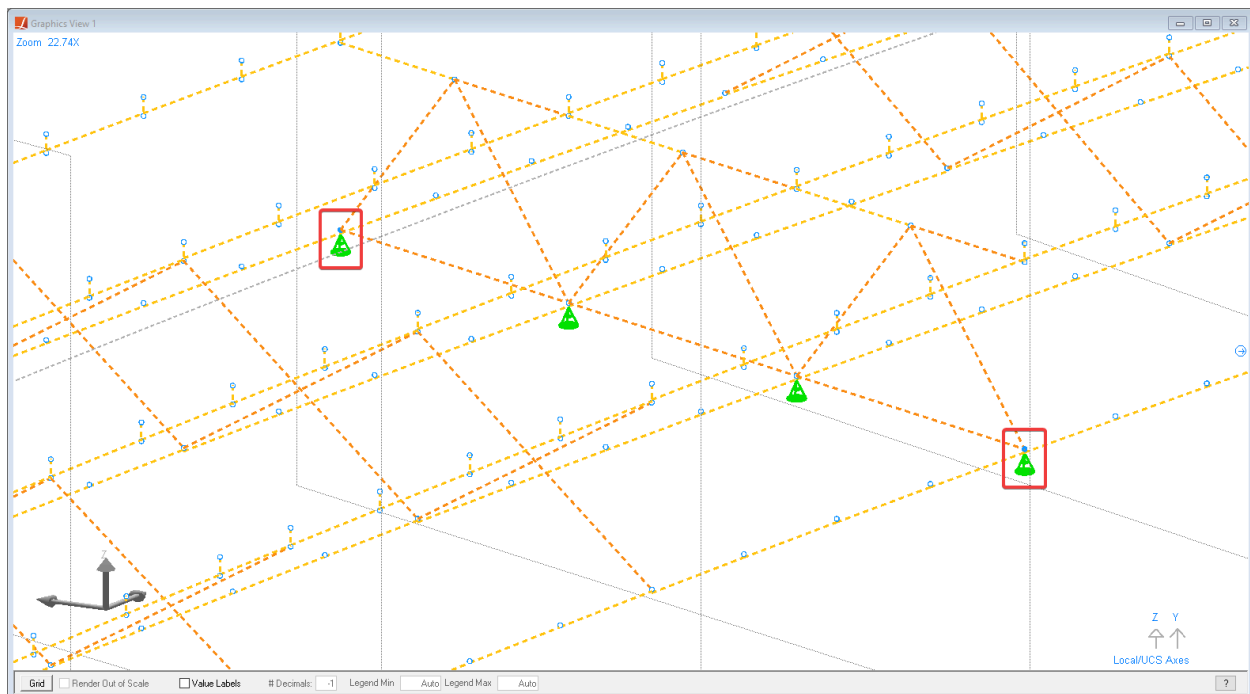 Graphics View 1
Zoom 22.74X
Z
Z Y
Local/UCS Axes
Grid Render Out of Scale Value Labels # Decimals: -1 Legend Min Auto Legend Max Auto ?